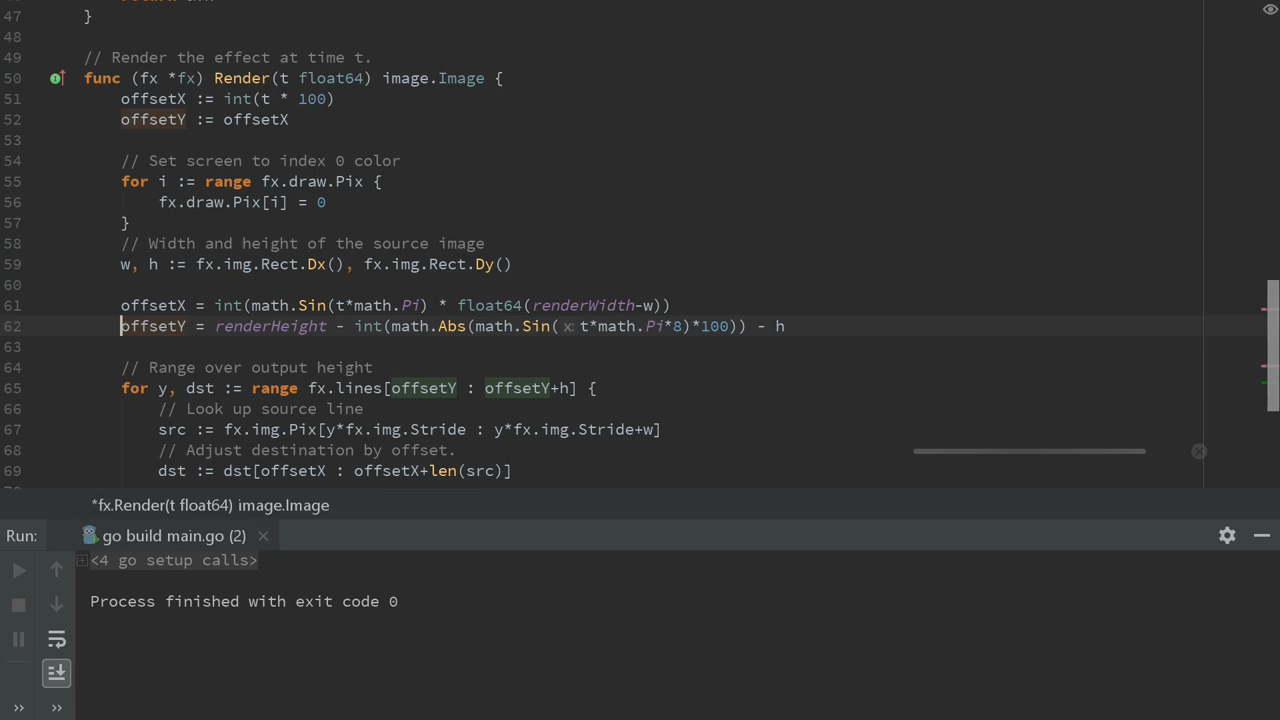 47 }
48
49 // Render the effect at time t.
50 func (fx *fx) Render(t float64) image.Image {
51 offsetX := int(t * 100)
52 offsetY := offsetX
53
54 // Set screen to index 0 color
55 for i := range fx.draw.Pix {
56 fx.draw.Pix[i] = 0
57 }
58 // Width and height of the source image
59 w, h := fx.img.Rect.Dx(), fx.img.Rect.Dy()
60
61 offsetX = int(math.Sin(t*math.Pi) * float64(renderWidth-w))
62 offsetY = renderHeight - int(math.Abs(math.Sin( x: t*math.Pi*8)*100)) - h
63
64 // Range over output height
65 for y, dst := range fx.lines[offsetY : offsetY+h] {
66 // Look up source line
67 src := fx.img.Pix[y*fx.img.Stride : y*fx.img.Stride+w]
68 // Adjust destination by offset.
69 dst := dst[offsetX : offsetX+len(src)]
*fx.Render(t float64) image.Image
Run: go build main.go (2)
<4 go setup calls>
Process finished with exit code 0